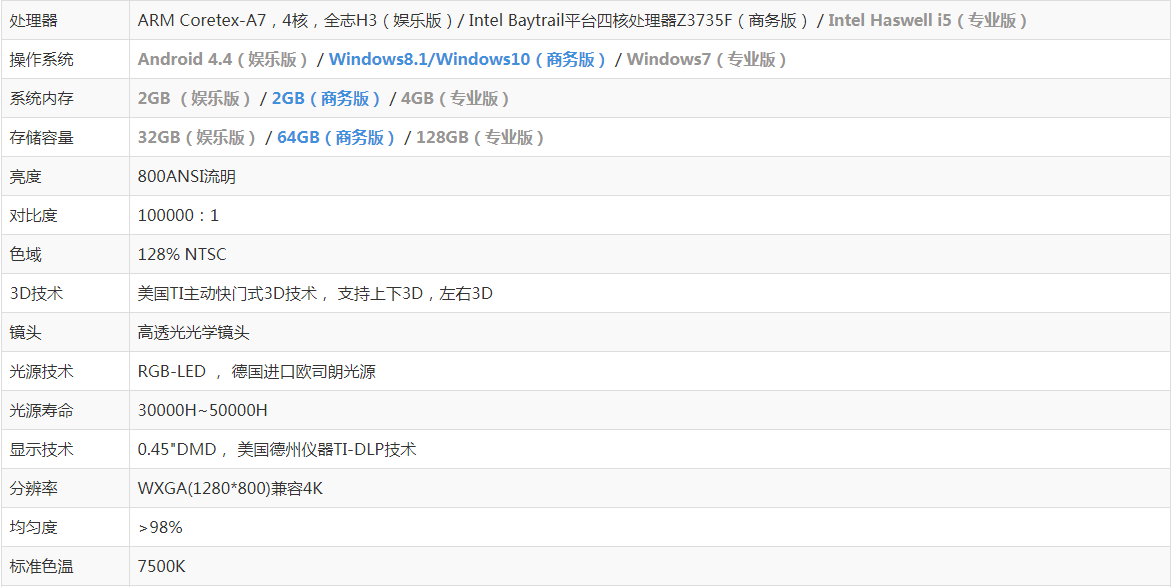 处理器 ARM Coretex-A7，4核，全志H3（娱乐版）/ Intel Baytrail平台四核处理器Z3735F（商务版） / Intel Haswell i5（专业版）
操作系统 Android 4.4（娱乐版） / Windows8.1/Windows10（商务版） / Windows7（专业版）
系统内存 2GB （娱乐版） / 2GB（商务版） / 4GB（专业版）
存储容量 32GB（娱乐版） / 64GB（商务版） / 128GB（专业版）
亮度 800ANSI流明
对比度 100000：1
色域 128% NTSC
3D技术 美国TI主动快门式3D技术， 支持上下3D，左右3D
镜头 高透光光学镜头
光源技术 RGB-LED ， 德国进口欧司朗光源
光源寿命 30000H~50000H
显示技术 0.45"DMD， 美国德州仪器TI-DLP技术
分辨率 WXGA(1280*800)兼容4K
均匀度 >98%
标准色温 7500K